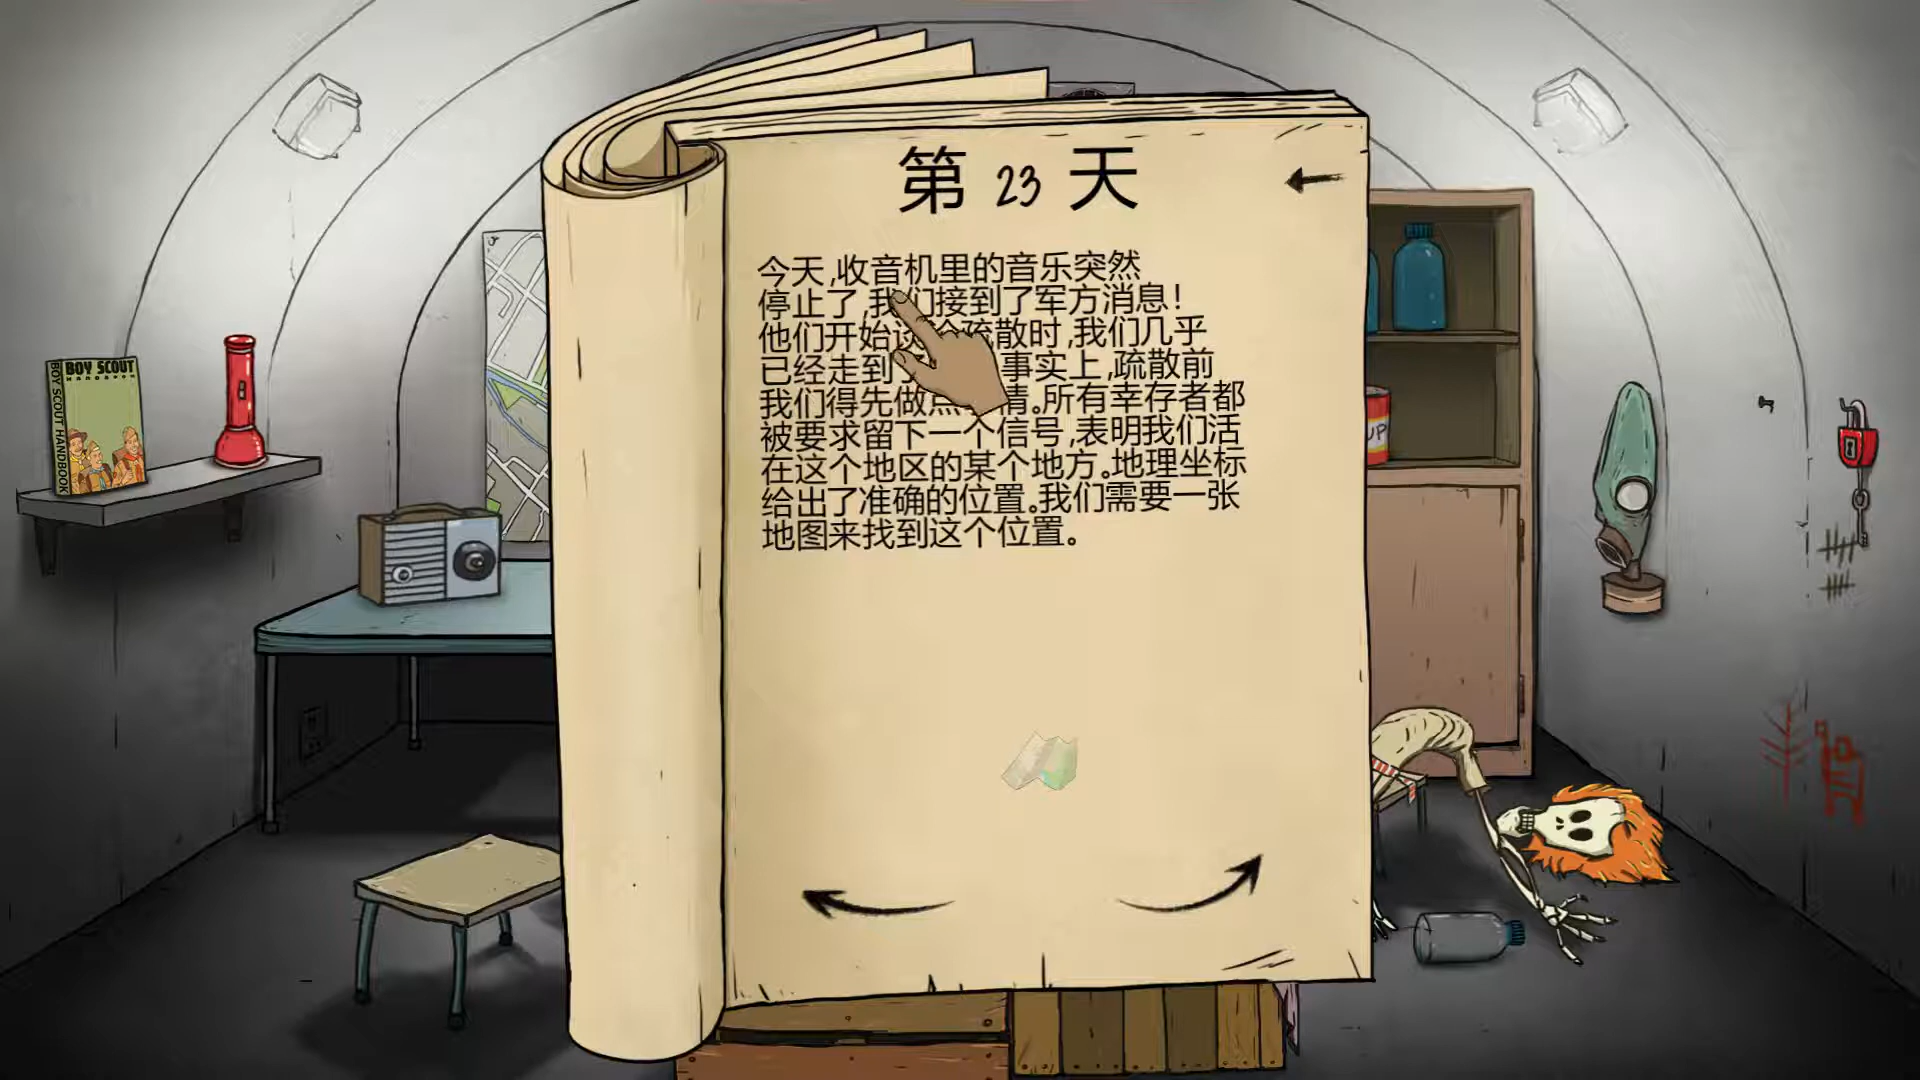 第 23 天
今天,收音机里的音乐突然
停止了,我们接到了军方消息!
他们开始 疏散时,我们几乎
已经走到 事实上,疏散前
我们得先做点 情。所有幸存者都
被要求留下一个信号,表明我们活
在这个地区的某个地方。地理坐标
给出了准确的位置。我们需要一张
地图来找到这个位置。
BOY SCOUT
HANDBOOK
BOY SCOUT HANDBOOK
UP